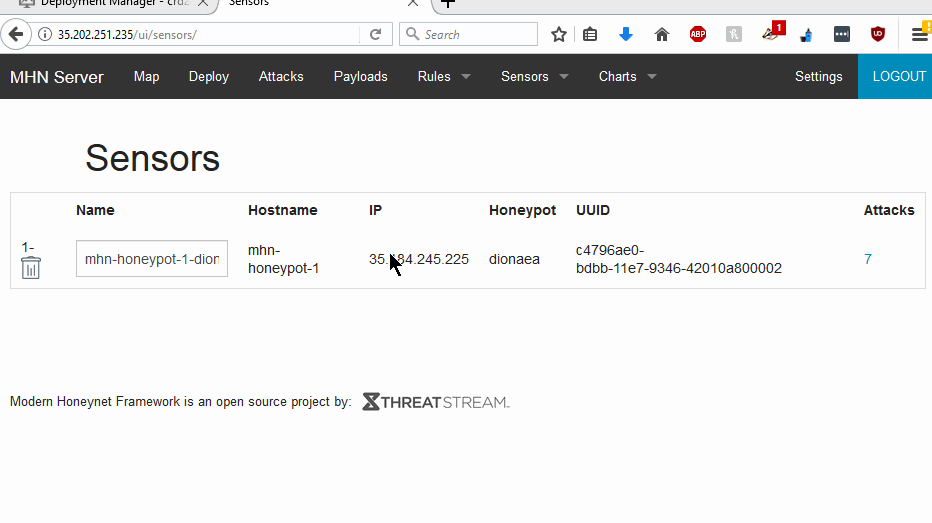 Deployment Manager - crdz
Sensors
35.202.251.235/ui/sensors/
Search
ABP
1
UD
MHN Server Map Deploy Attacks Payloads Rules Sensors Charts Settings LOGOUT
Sensors
Name Hostname IP Honeypot UUID Attacks
1-
mhn-honeypot-1-dion
mhn-
honeypot-1
35.184.245.225
dionaea
c4796ae0-
bdbb-11e7-9346-42010a800002
7
Modern Honeynet Framework is an open source project by: THREATSTREAM